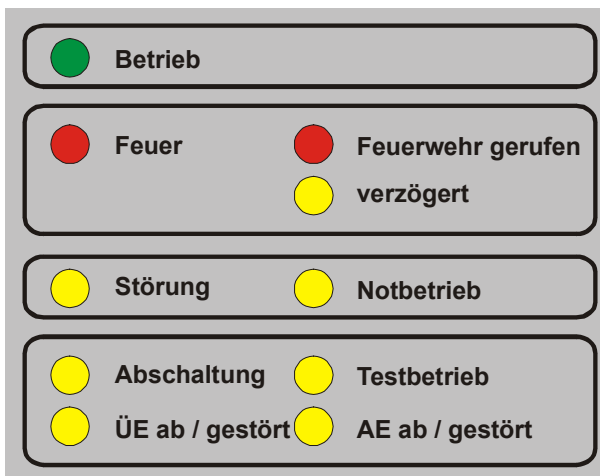 Betrieb
Feuer
Feuerwehr gerufen
verzögert
Störung
Notbetrieb
Abschaltung
Testbetrieb
ÜE ab / gestört
AE ab / gestört